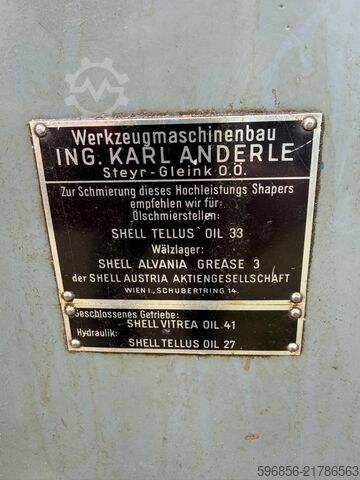 Werkzeugmaschinenbau
ING. KARL ANDERLE
Steyr-Gleink O.Ö.
Zur Schmierung dieses Hochleistungs Shapers
empfehlen wir für:
Ölschmierstellen:
SHELL TELLUS OIL 33
Wälzlager:
SHELL ALVANIA GREASE 3
der SHELL AUSTRIA AKTIENGESELLSCHAFT
WIEN I., SCHUBERTRING 14.
Geschlossenes Getriebe:
SHELL VITREA OIL 41
Hydraulik:
SHELL TELLUS OIL 27
596856-21786563